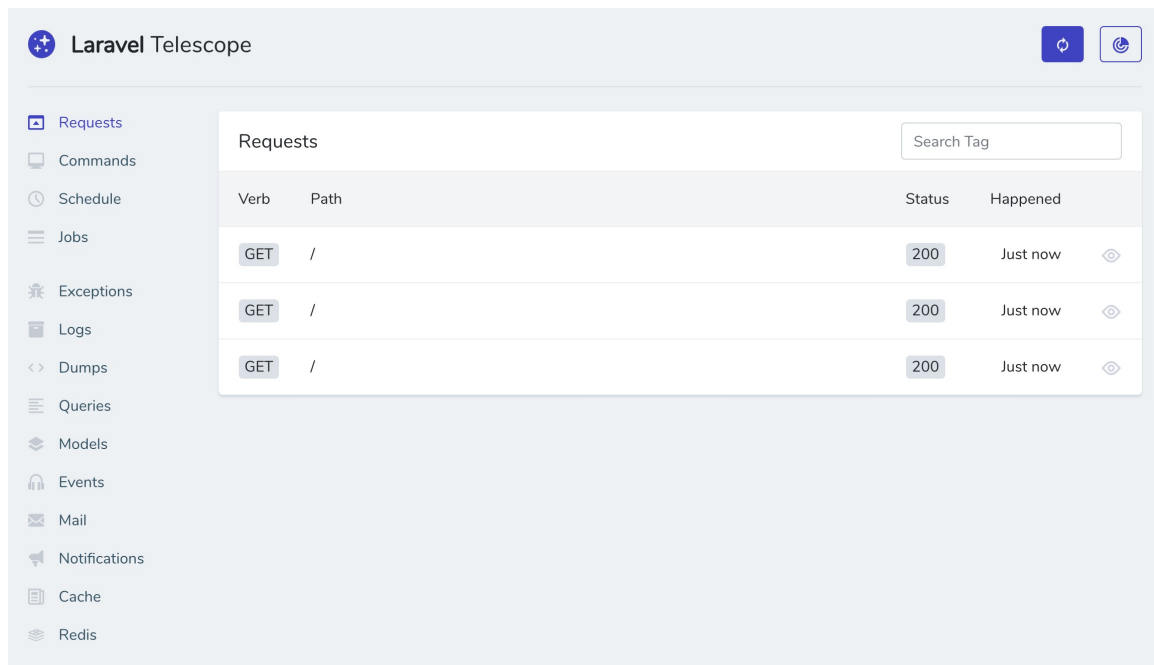 Laravel Telescope
Requests
Commands
Schedule
Jobs
Exceptions
Logs
Dumps
Queries
Models
Events
Mail
Notifications
Cache
Redis
Requests Search Tag
Verb Path Status Happened
GET / 200 Just now
GET / 200 Just now
GET / 200 Just now